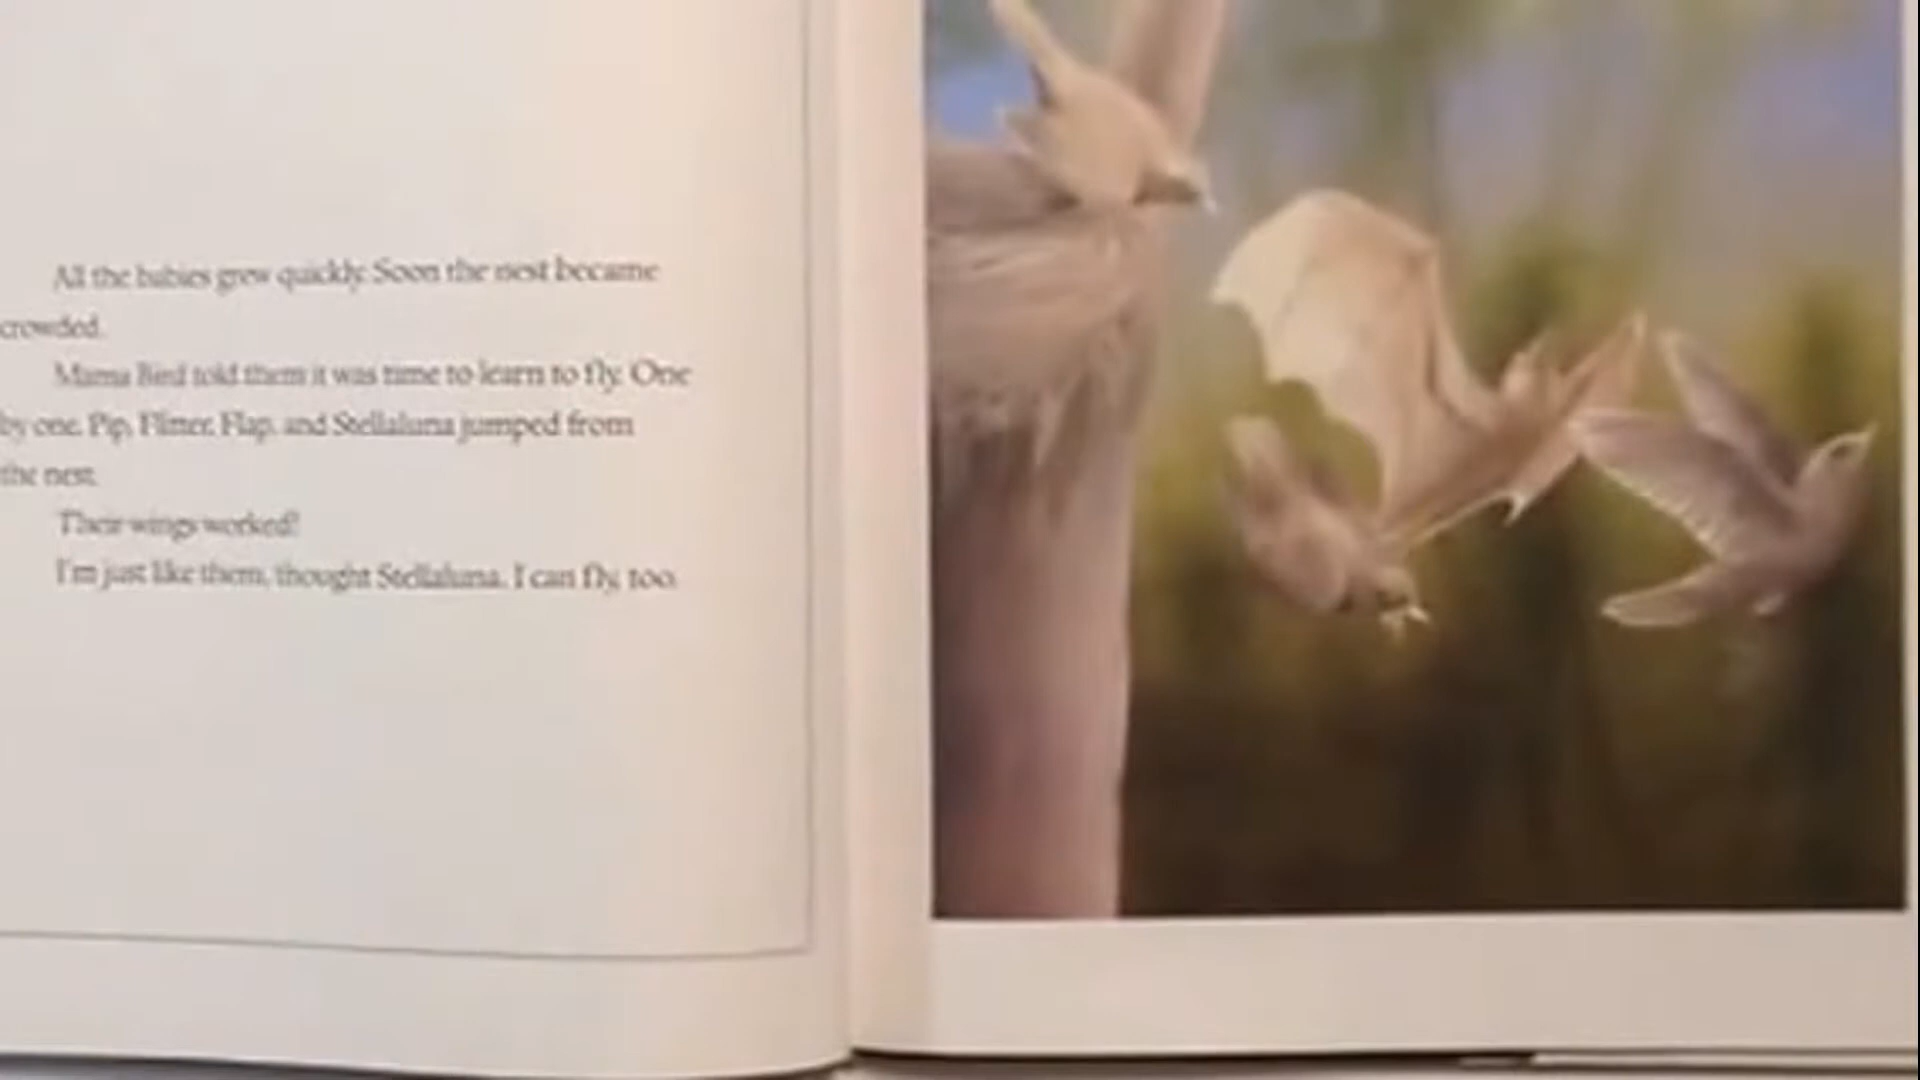 All the babies grew quickly. Soon the nest became
crowded.
Mama Bird told them it was time to learn to fly. One
by one, Pip, Flitter, Flap, and Stellaluna jumped from
the nest.
Their wings worked!
I'm just like them, thought Stellaluna. I can fly, too.